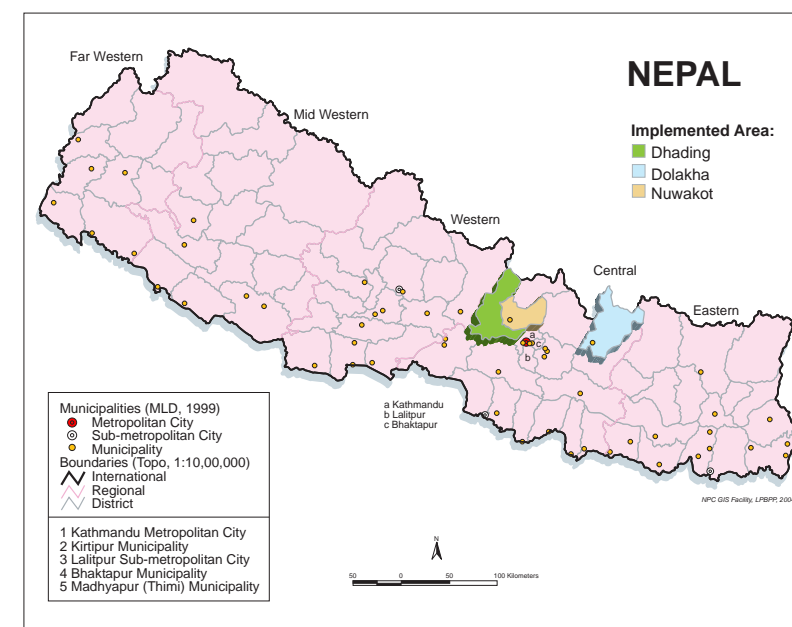 NEPAL
Far Western
Mid Western
Western
Central
Eastern
Implemented Area:
Dhading
Dolakha
Nuwakot
a
c
b
a Kathmandu
b Lalitpur
c Bhaktapur
Municipalities (MLD, 1999)
Metropolitan City
Sub-metropolitan City
Municipality
Boundaries (Topo, 1:10,00,000)
International
Regional
District
1 Kathmandu Metropolitan City
2 Kirtipur Municipality
3 Lalitpur Sub-metropolitan City
4 Bhaktapur Municipality
5 Madhyapur (Thimi) Municipality
N
50 0 50 100 Kilometers
NPC GIS Facility, LPBPP, 2004